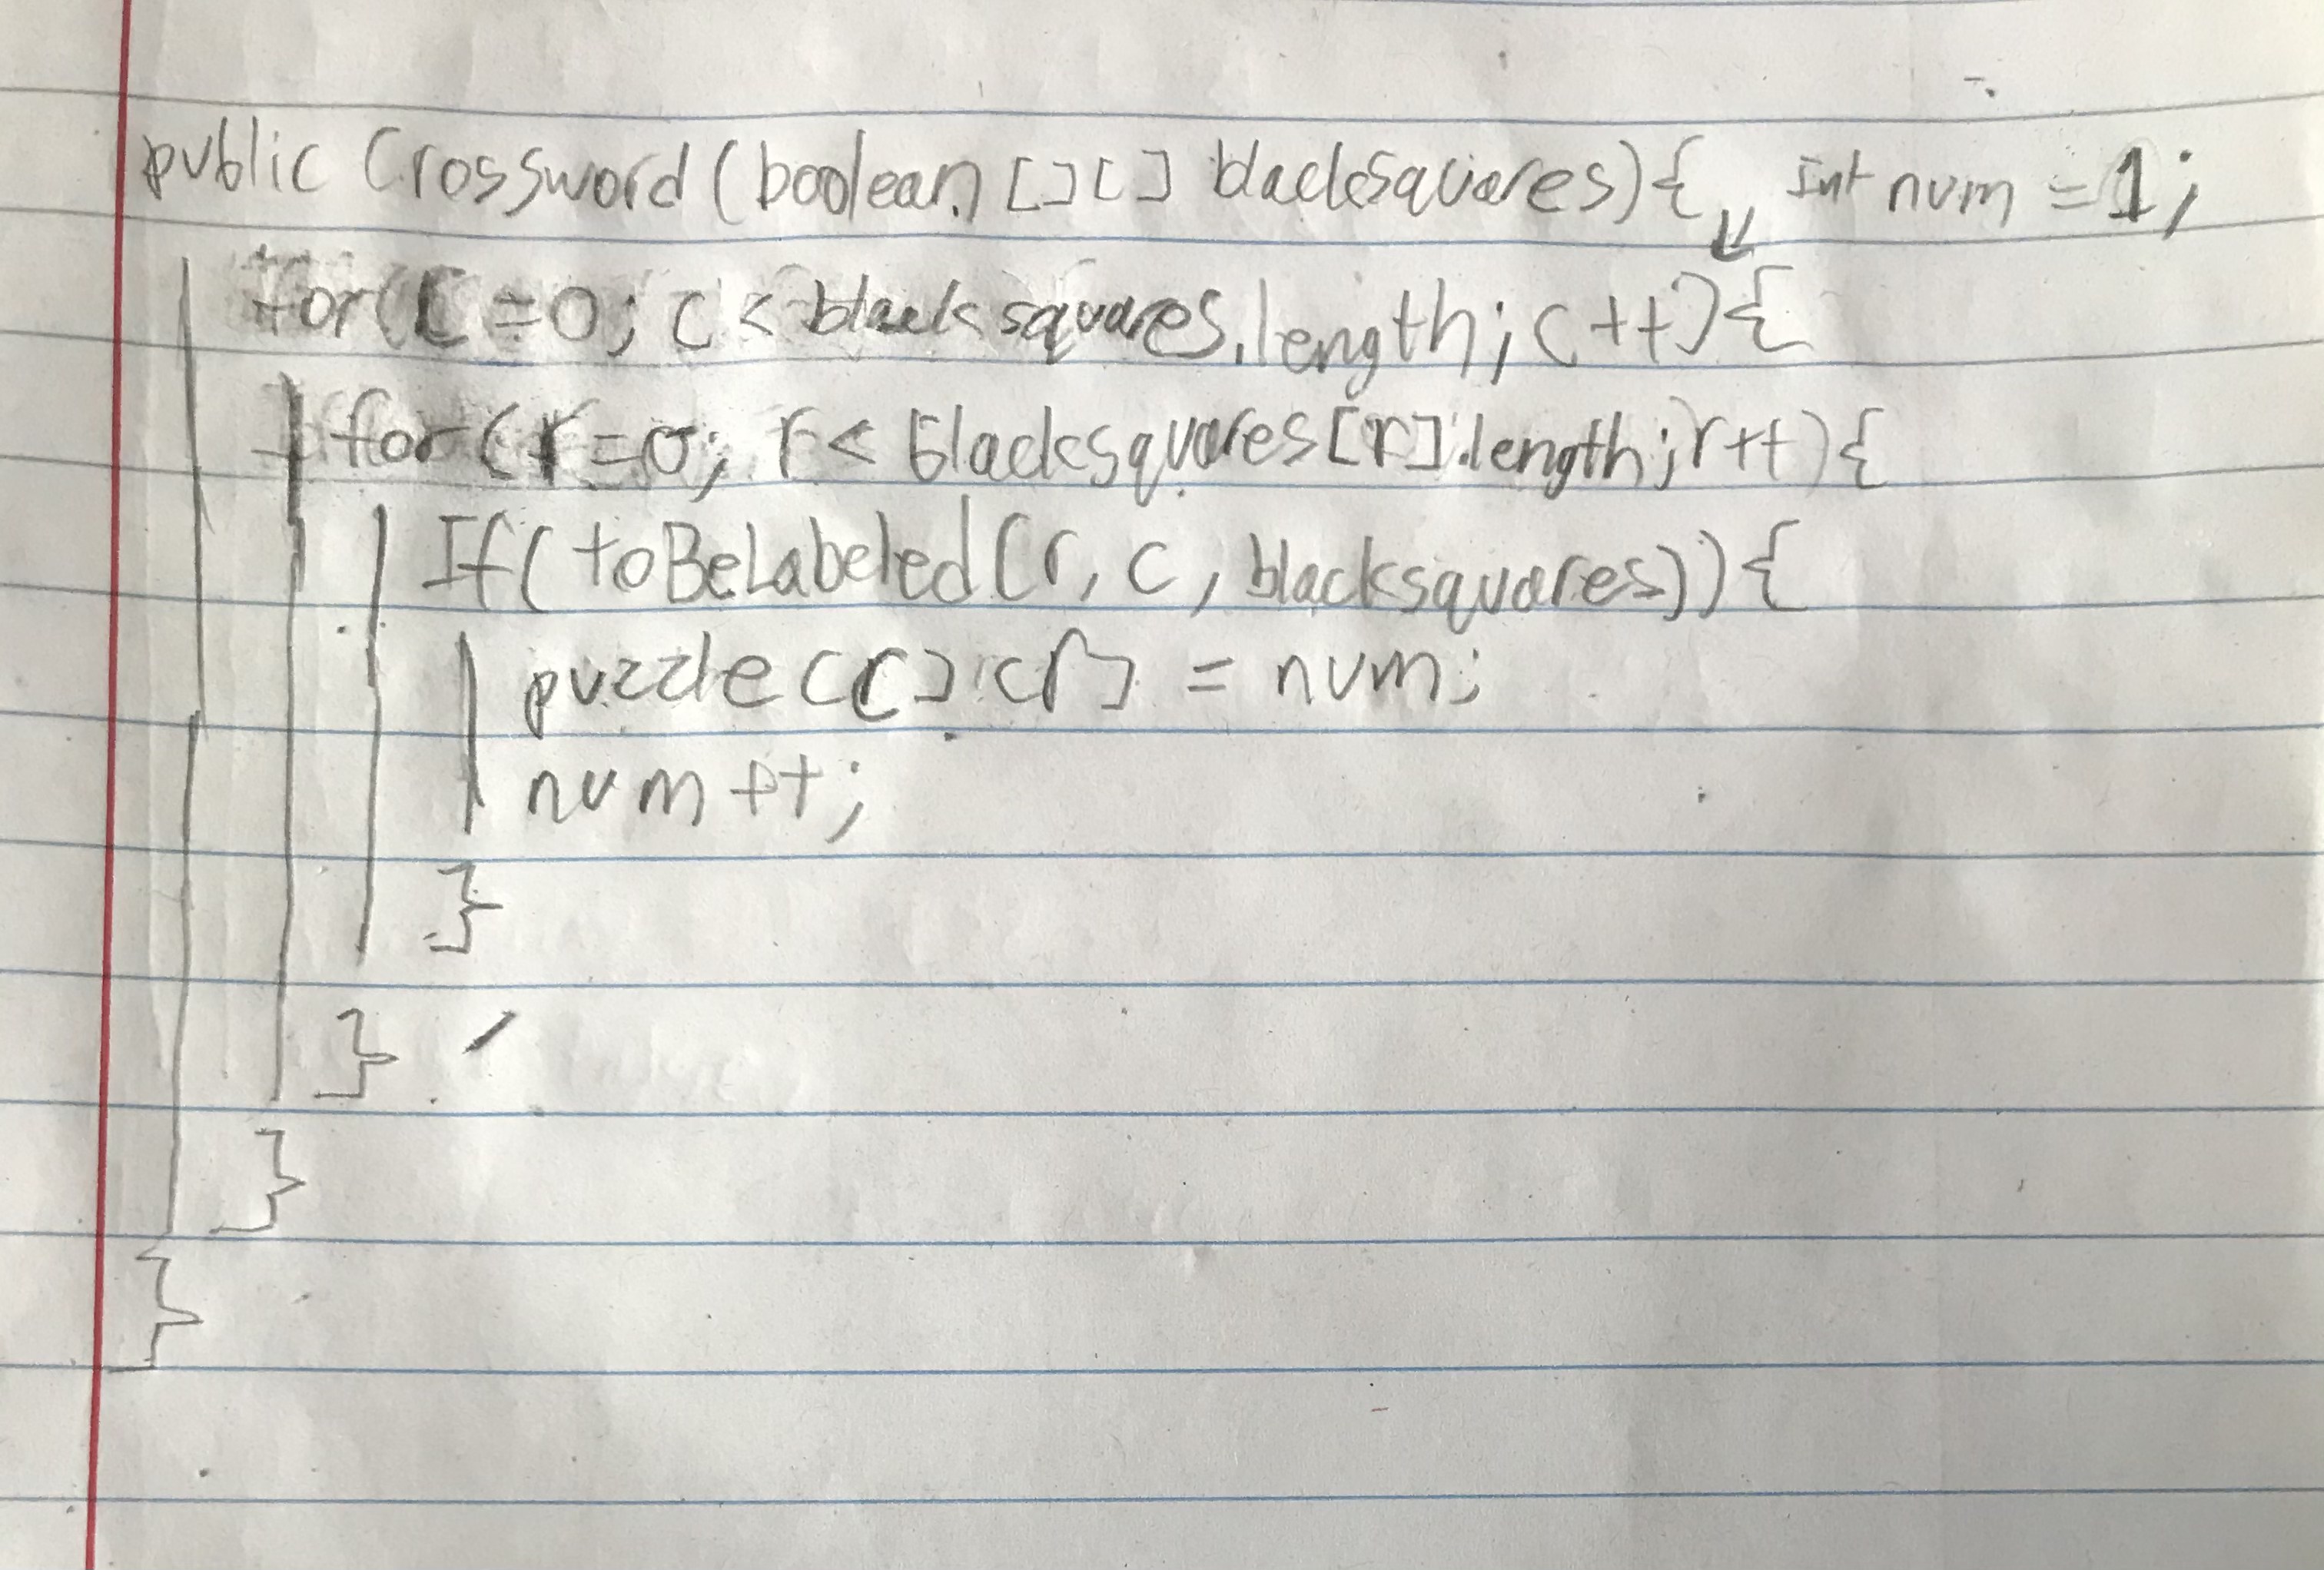 public Crossword (boolean [][] blacksquares){ int num = 1;
for(c=0; c < blacksquares.length; c++){
for(r=0; r < blacksquares[r].length; r++){
If( toBeLabeled(r, c, blacksquares)){
puzzle[c][r] = num;
num++;
}
}
}
}